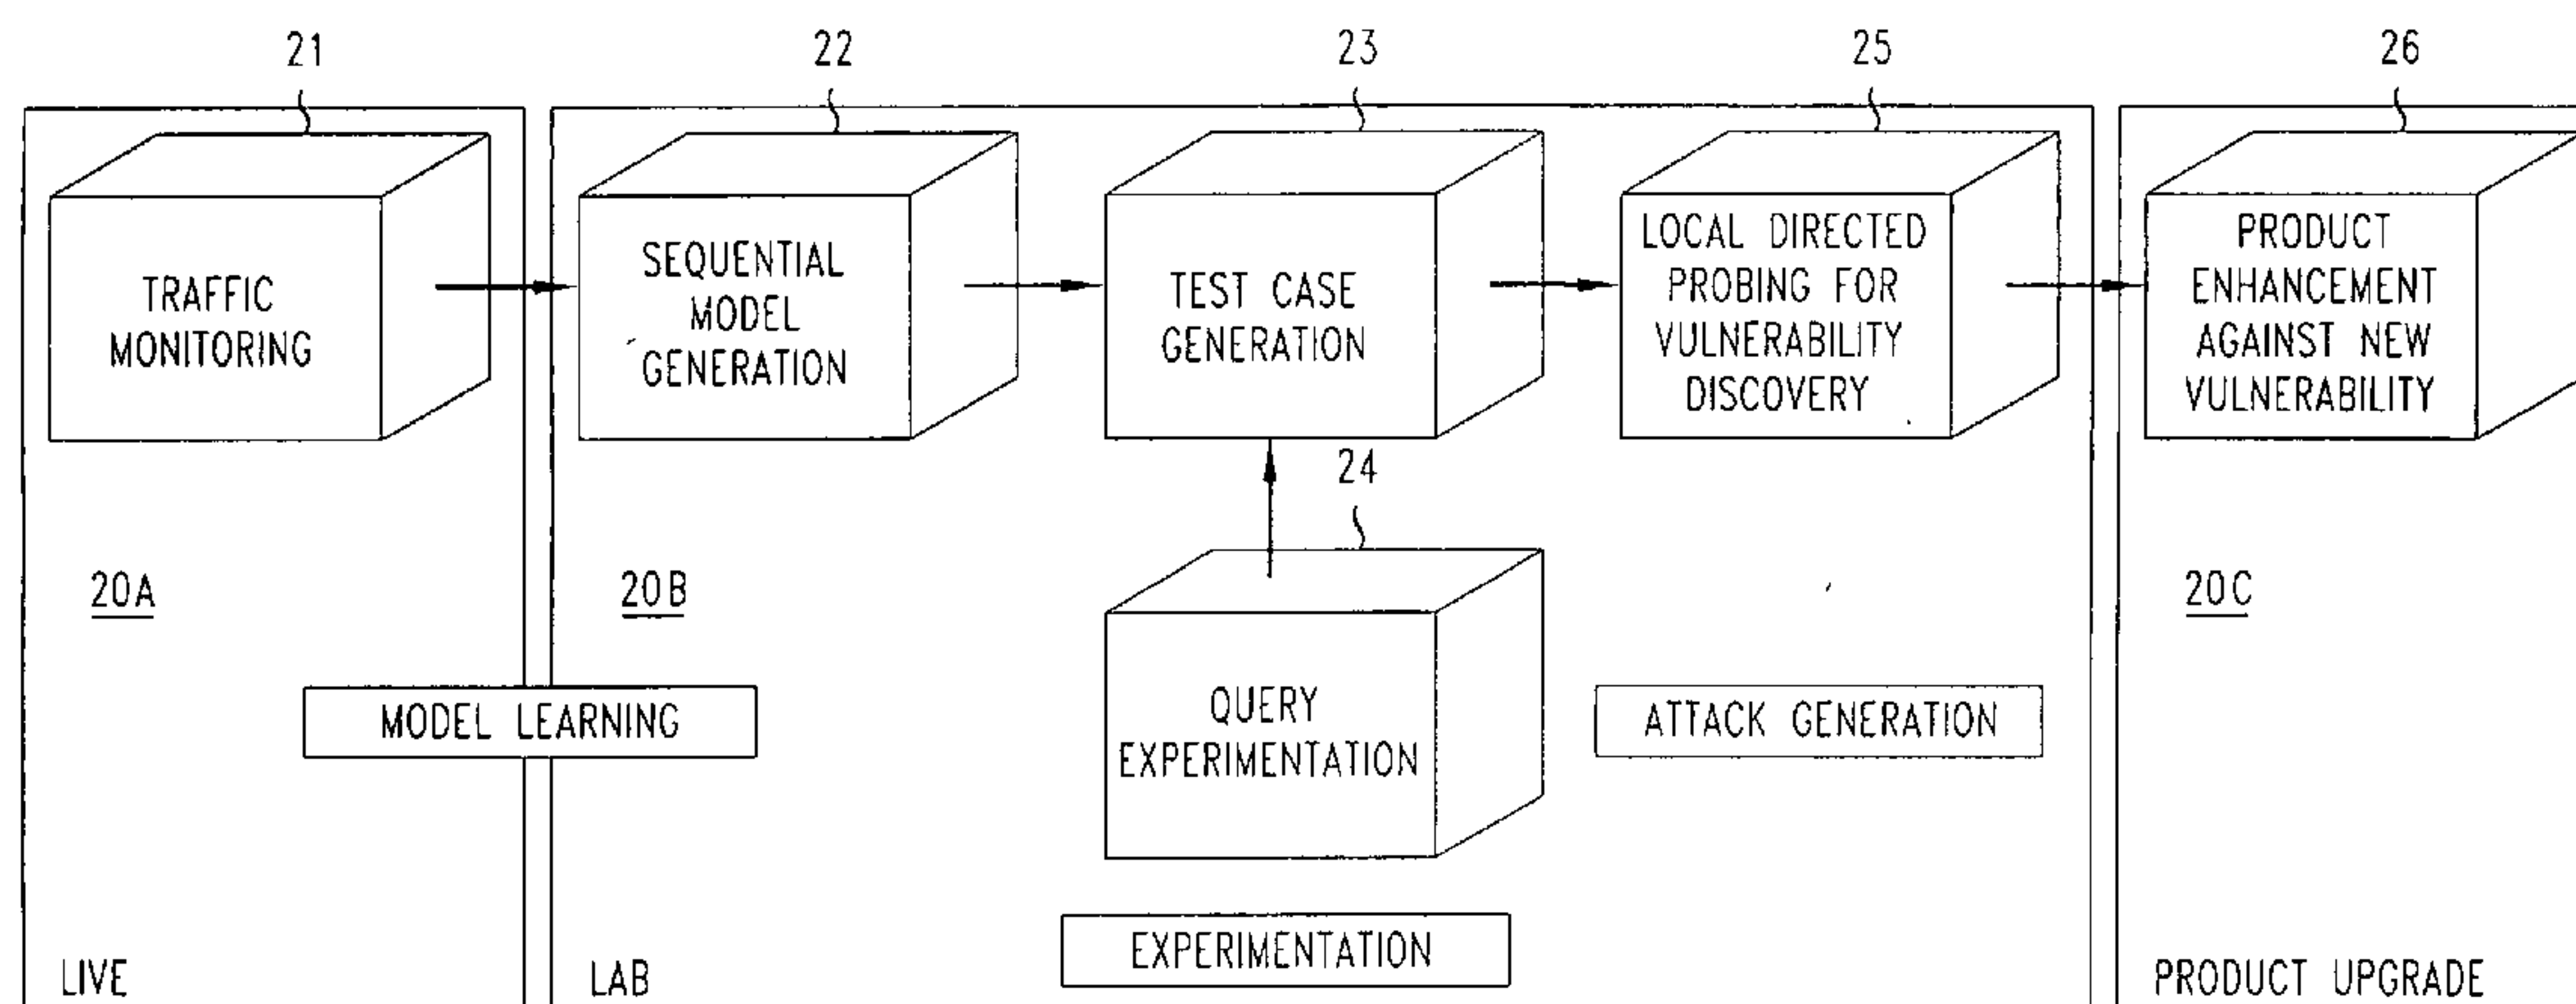 21
22
23
25
26
TRAFFIC
MONITORING
SEQUENTIAL
MODEL
GENERATION
TEST CASE
GENERATION
LOCAL DIRECTED
PROBING FOR
VULNERABILITY
DISCOVERY
PRODUCT
ENHANCEMENT
AGAINST NEW
VULNERABILITY
24
20A
20B
20C
MODEL LEARNING
QUERY
EXPERIMENTATION
ATTACK GENERATION
EXPERIMENTATION
LIVE
LAB
PRODUCT UPGRADE